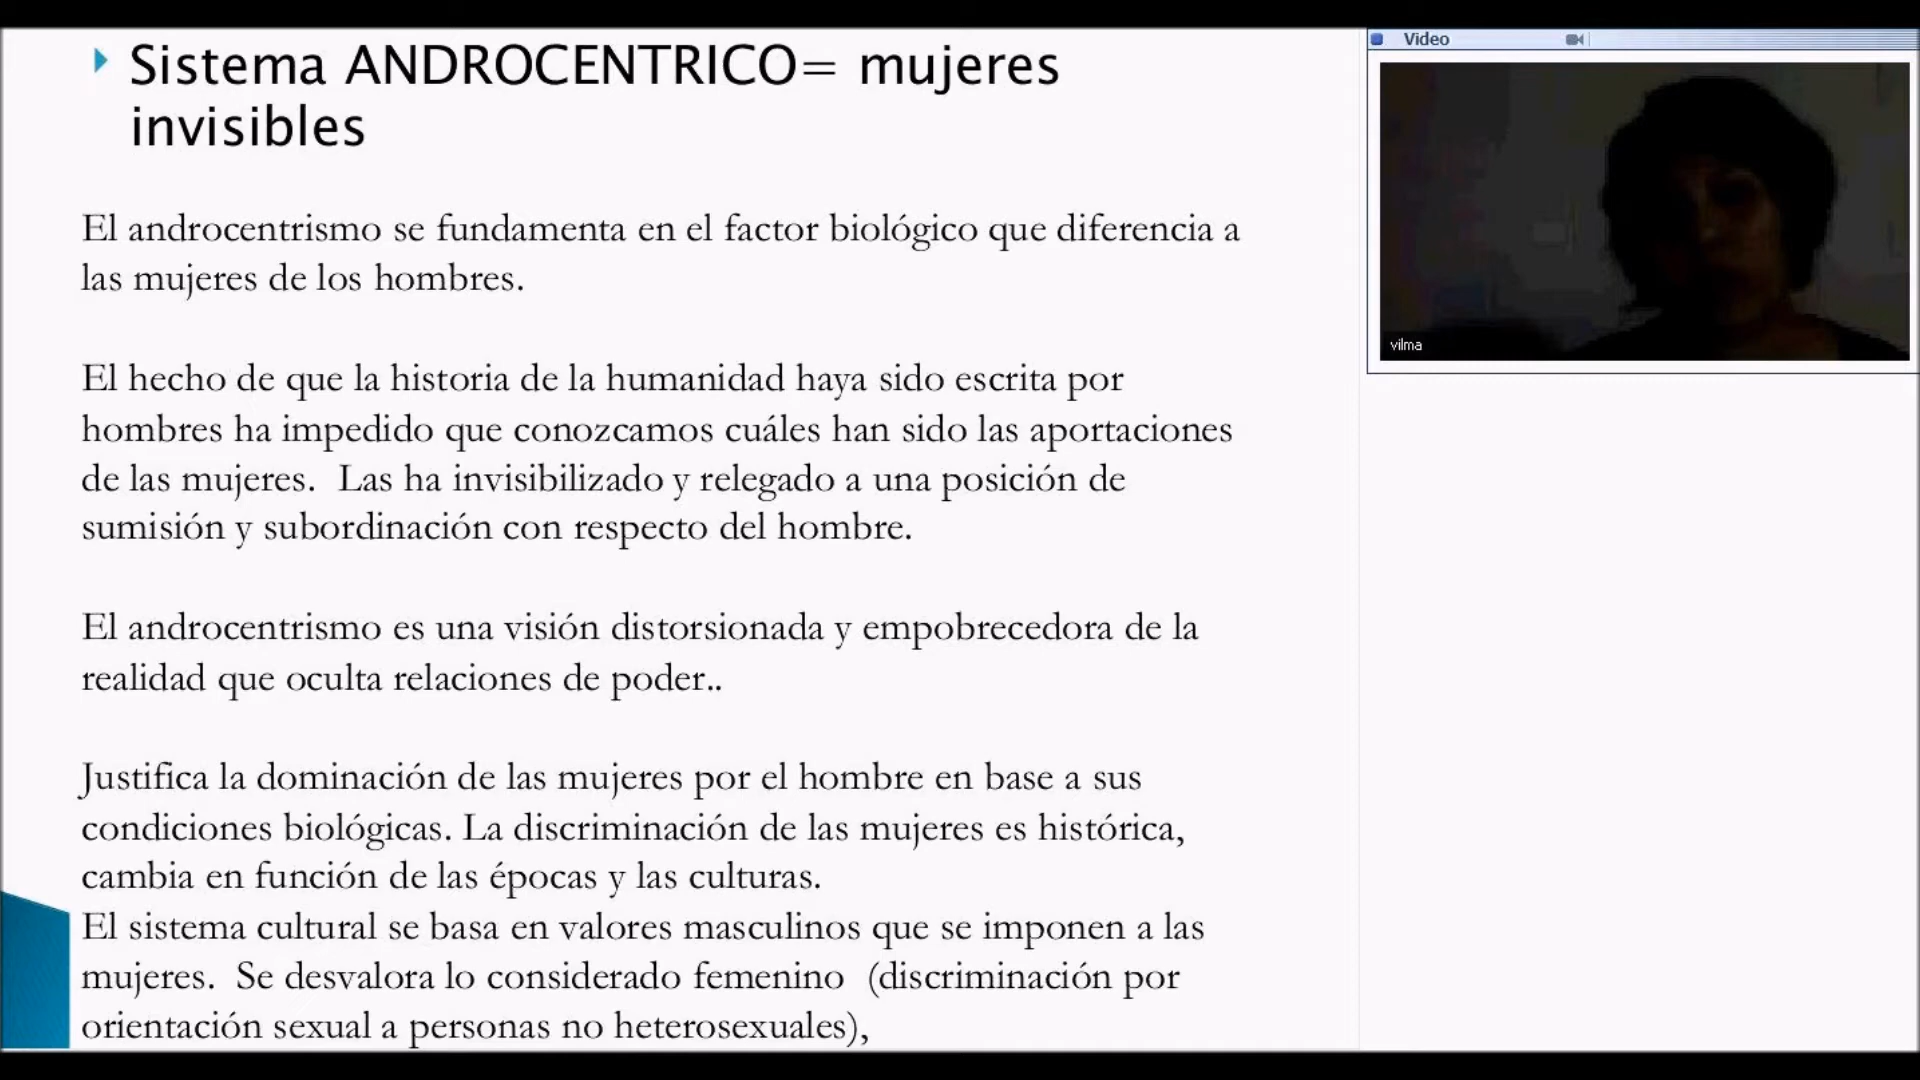 Sistema ANDROCENTRICO= mujeres
invisibles
El androcentrismo se fundamenta en el factor biológico que diferencia a
las mujeres de los hombres.
El hecho de que la historia de la humanidad haya sido escrita por
hombres ha impedido que conozcamos cuáles han sido las aportaciones
de las mujeres.  Las ha invisibilizado y relegado a una posición de
sumisión y subordinación con respecto del hombre.
El androcentrismo es una visión distorsionada y empobrecedora de la
realidad que oculta relaciones de poder..
Justifica la dominación de las mujeres por el hombre en base a sus
condiciones biológicas. La discriminación de las mujeres es histórica,
cambia en función de las épocas y las culturas.
El sistema cultural se basa en valores masculinos que se imponen a las
mujeres.  Se desvalora lo considerado femenino  (discriminación por
orientación sexual a personas no heterosexuales),
Video
vilma